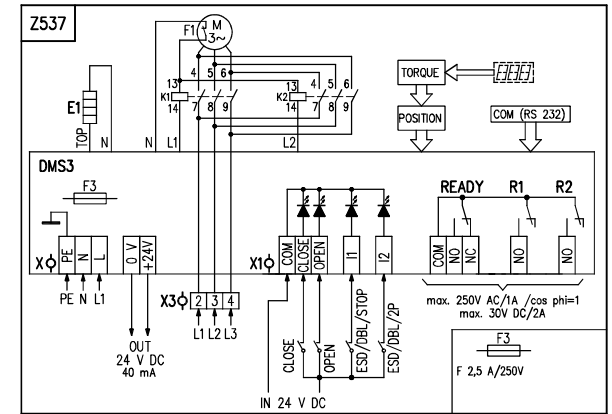 Z537
F1
J M
3~
4 5 6
4 5 6
13
13
K1
K2
14
14
7 8 9
7 8 9
E1
TOP
N
N
L1
L2
TORQUE
POSITION
COM (RS 232)
DMS3
F3
READY R1 R2
X
PE
N
L
0 V
+24V
X1
COM
CLOSE
OPEN
I1
I2
COM
NO
NC
NO
NO
PE N L1
X3
2 3 4
L1 L2 L3
OUT
24 V DC
40 mA
CLOSE
OPEN
ESD/DBL/STOP
ESD/DBL/2P
IN 24 V DC
max. 250V AC/1A /cos phi=1
max. 30V DC/2A
F3
F 2,5 A/250V